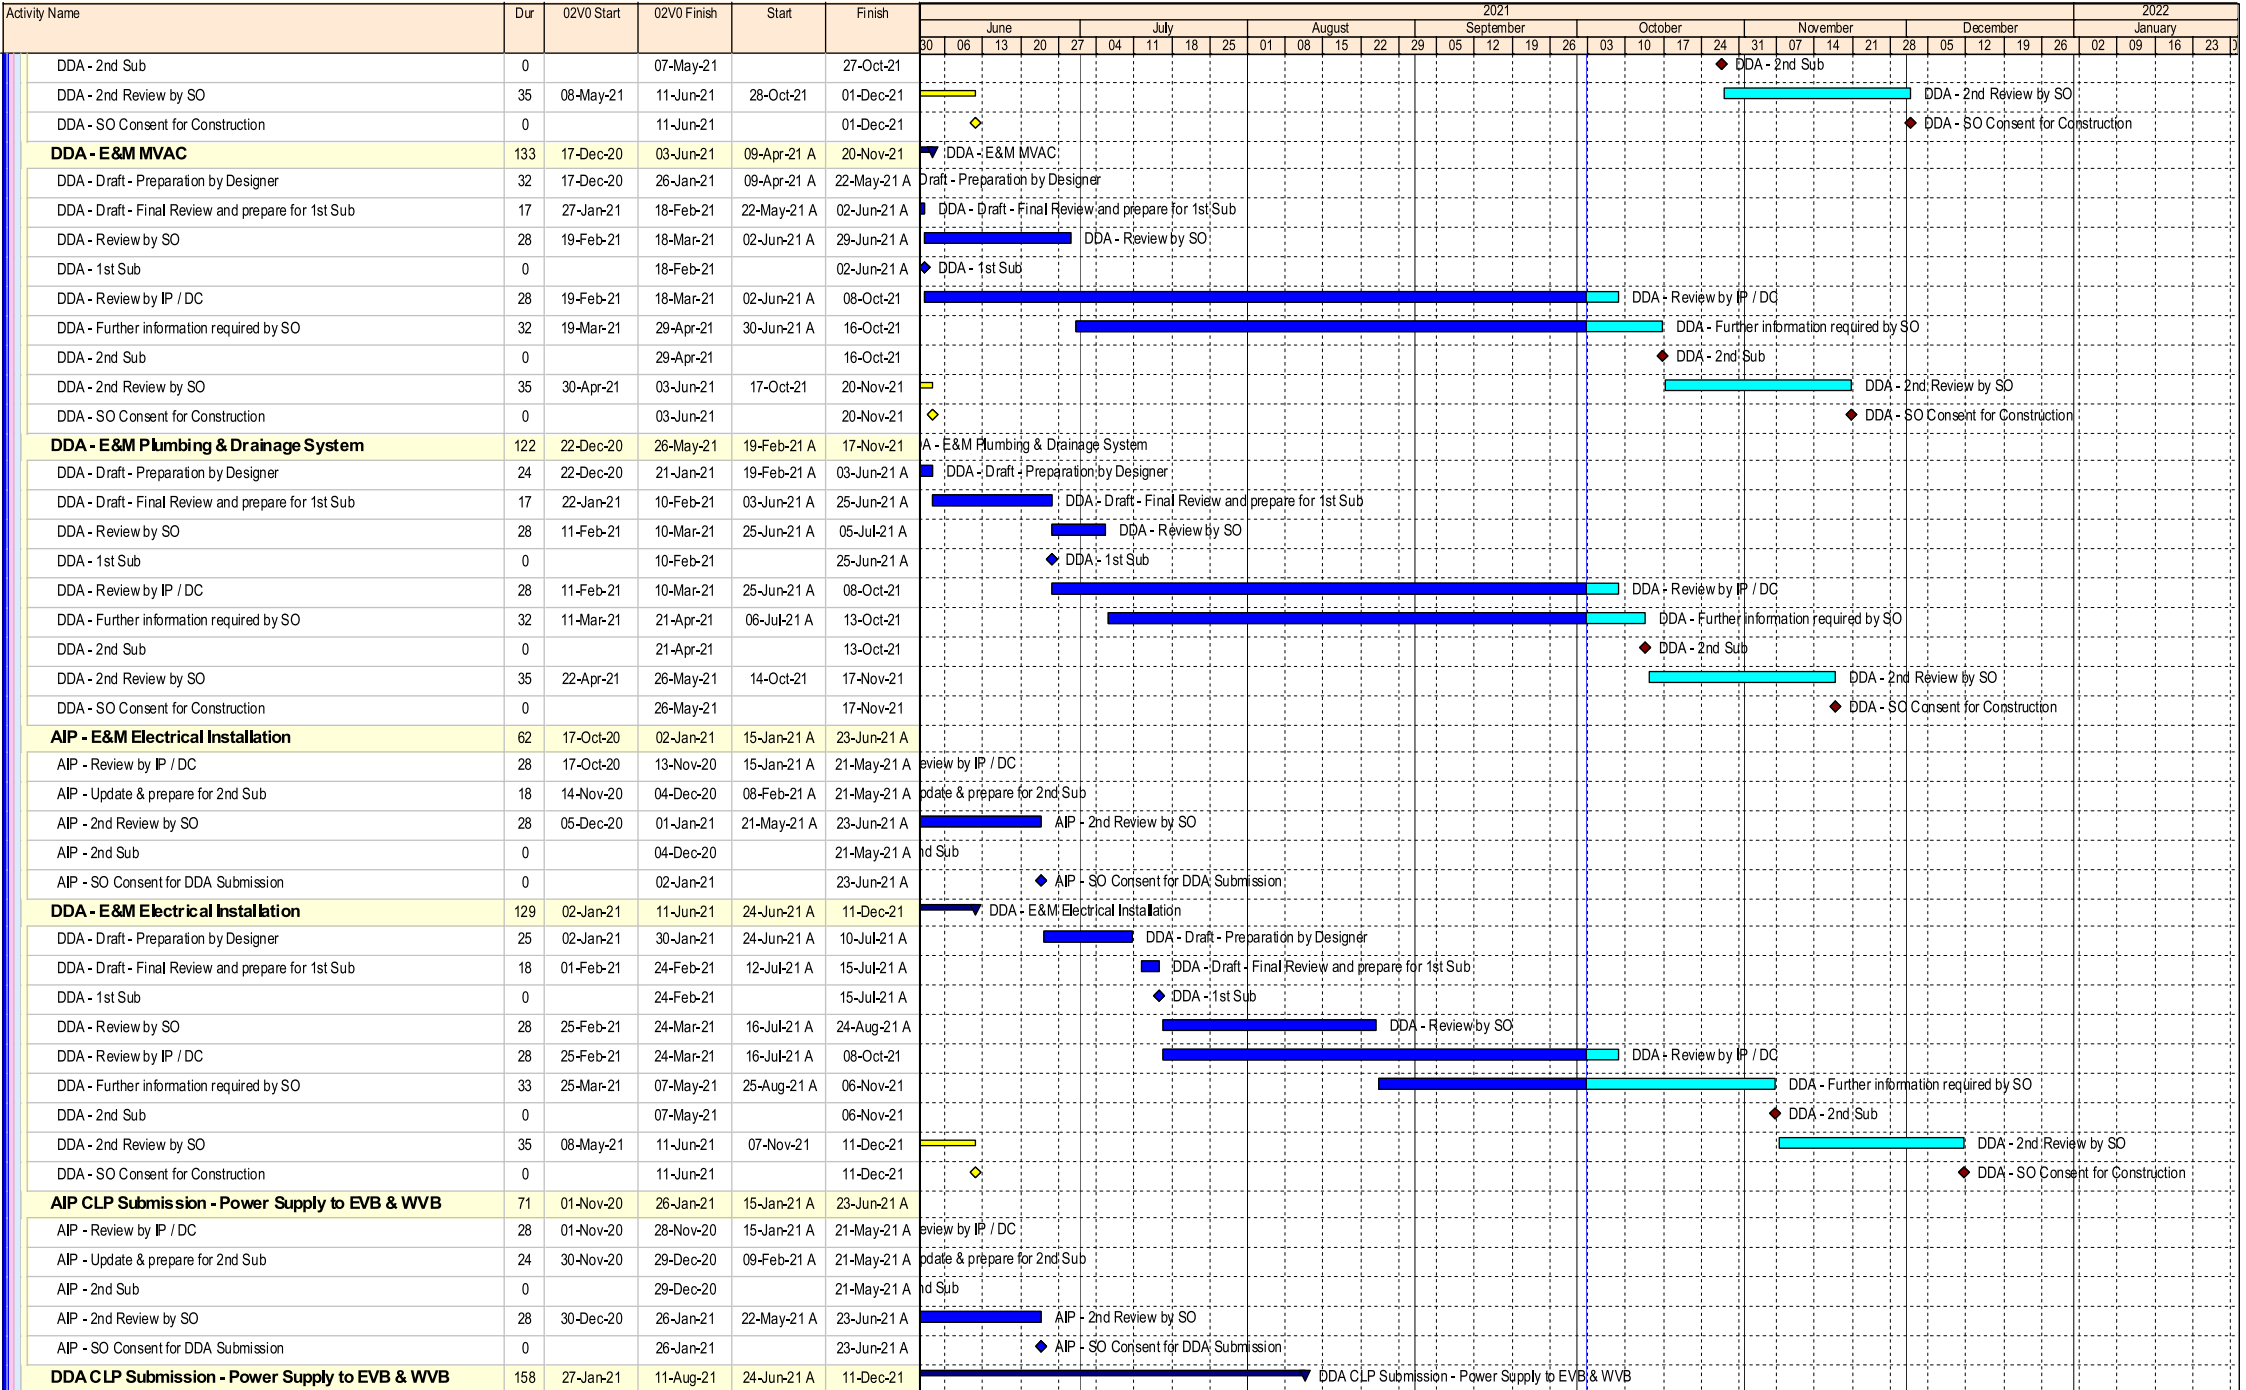 Activity Name Dur 02V0 Start 02V0 Finish Start Finish 2021 2022
June July August September October November December January
30 06 13 20 27 04 11 18 25 01 08 15 22 29 05 12 19 26 03 10 17 24 31 07 14 21 28 05 12 19 26 02 09 16 23
DDA - 2nd Sub 0 07-May-21 27-Oct-21 DDA - 2nd Sub
DDA - 2nd Review by SO 35 08-May-21 11-Jun-21 28-Oct-21 01-Dec-21 DDA - 2nd Review by SO
DDA - SO Consent for Construction 0 11-Jun-21 01-Dec-21 DDA - SO Consent for Construction
DDA - E&M MVAC 133 17-Dec-20 03-Jun-21 09-Apr-21 A 20-Nov-21 DDA - E&M MVAC
DDA - Draft - Preparation by Designer 32 17-Dec-20 26-Jan-21 09-Apr-21 A 22-May-21 A Draft - Preparation by Designer
DDA - Draft - Final Review and prepare for 1st Sub 17 27-Jan-21 18-Feb-21 22-May-21 A 02-Jun-21 A DDA - Draft - Final Review and prepare for 1st Sub
DDA - Review by SO 28 19-Feb-21 18-Mar-21 02-Jun-21 A 29-Jun-21 A DDA - Review by SO
DDA - 1st Sub 0 18-Feb-21 02-Jun-21 A DDA - 1st Sub
DDA - Review by IP / DC 28 19-Feb-21 18-Mar-21 02-Jun-21 A 08-Oct-21 DDA - Review by IP / DC
DDA - Further information required by SO 32 19-Mar-21 29-Apr-21 30-Jun-21 A 16-Oct-21 DDA - Further information required by SO
DDA - 2nd Sub 0 29-Apr-21 16-Oct-21 DDA - 2nd Sub
DDA - 2nd Review by SO 35 30-Apr-21 03-Jun-21 17-Oct-21 20-Nov-21 DDA - 2nd Review by SO
DDA - SO Consent for Construction 0 03-Jun-21 20-Nov-21 DDA - SO Consent for Construction
DDA - E&M Plumbing & Drainage System 122 22-Dec-20 26-May-21 19-Feb-21 A 17-Nov-21 A - E&M Plumbing & Drainage System
DDA - Draft - Preparation by Designer 24 22-Dec-20 21-Jan-21 19-Feb-21 A 03-Jun-21 A DDA - Draft - Preparation by Designer
DDA - Draft - Final Review and prepare for 1st Sub 17 22-Jan-21 10-Feb-21 03-Jun-21 A 25-Jun-21 A DDA - Draft - Final Review and prepare for 1st Sub
DDA - Review by SO 28 11-Feb-21 10-Mar-21 25-Jun-21 A 05-Jul-21 A DDA - Review by SO
DDA - 1st Sub 0 10-Feb-21 25-Jun-21 A DDA - 1st Sub
DDA - Review by IP / DC 28 11-Feb-21 10-Mar-21 25-Jun-21 A 08-Oct-21 DDA - Review by IP / DC
DDA - Further information required by SO 32 11-Mar-21 21-Apr-21 06-Jul-21 A 13-Oct-21 DDA - Further information required by SO
DDA - 2nd Sub 0 21-Apr-21 13-Oct-21 DDA - 2nd Sub
DDA - 2nd Review by SO 35 22-Apr-21 26-May-21 14-Oct-21 17-Nov-21 DDA - 2nd Review by SO
DDA - SO Consent for Construction 0 26-May-21 17-Nov-21 DDA - SO Consent for Construction
AIP - E&M Electrical Installation 62 17-Oct-20 02-Jan-21 15-Jan-21 A 23-Jun-21 A
AIP - Review by IP / DC 28 17-Oct-20 13-Nov-20 15-Jan-21 A 21-May-21 A eview by IP / DC
AIP - Update & prepare for 2nd Sub 18 14-Nov-20 04-Dec-20 08-Feb-21 A 21-May-21 A pdate & prepare for 2nd Sub
AIP - 2nd Review by SO 28 05-Dec-20 01-Jan-21 21-May-21 A 23-Jun-21 A AIP - 2nd Review by SO
AIP - 2nd Sub 0 04-Dec-20 21-May-21 A nd Sub
AIP - SO Consent for DDA Submission 0 02-Jan-21 23-Jun-21 A AIP - SO Consent for DDA Submission
DDA - E&M Electrical Installation 129 02-Jan-21 11-Jun-21 24-Jun-21 A 11-Dec-21 DDA - E&M Electrical Installation
DDA - Draft - Preparation by Designer 25 02-Jan-21 30-Jan-21 24-Jun-21 A 10-Jul-21 A DDA - Draft - Preparation by Designer
DDA - Draft - Final Review and prepare for 1st Sub 18 01-Feb-21 24-Feb-21 12-Jul-21 A 15-Jul-21 A DDA - Draft - Final Review and prepare for 1st Sub
DDA - 1st Sub 0 24-Feb-21 15-Jul-21 A DDA - 1st Sub
DDA - Review by SO 28 25-Feb-21 24-Mar-21 16-Jul-21 A 24-Aug-21 A DDA - Review by SO
DDA - Review by IP / DC 28 25-Feb-21 24-Mar-21 16-Jul-21 A 08-Oct-21 DDA - Review by IP / DC
DDA - Further information required by SO 33 25-Mar-21 07-May-21 25-Aug-21 A 06-Nov-21 DDA - Further information required by SO
DDA - 2nd Sub 0 07-May-21 06-Nov-21 DDA - 2nd Sub
DDA - 2nd Review by SO 35 08-May-21 11-Jun-21 07-Nov-21 11-Dec-21 DDA - 2nd Review by SO
DDA - SO Consent for Construction 0 11-Jun-21 11-Dec-21 DDA - SO Consent for Construction
AIP CLP Submission - Power Supply to EVB & WVB 71 01-Nov-20 26-Jan-21 15-Jan-21 A 23-Jun-21 A
AIP - Review by IP / DC 28 01-Nov-20 28-Nov-20 15-Jan-21 A 21-May-21 A eview by IP / DC
AIP - Update & prepare for 2nd Sub 24 30-Nov-20 29-Dec-20 09-Feb-21 A 21-May-21 A pdate & prepare for 2nd Sub
AIP - 2nd Sub 0 29-Dec-20 21-May-21 A nd Sub
AIP - 2nd Review by SO 28 30-Dec-20 26-Jan-21 22-May-21 A 23-Jun-21 A AIP - 2nd Review by SO
AIP - SO Consent for DDA Submission 0 26-Jan-21 23-Jun-21 A AIP - SO Consent for DDA Submission
DDA CLP Submission - Power Supply to EVB & WVB 158 27-Jan-21 11-Aug-21 24-Jun-21 A 11-Dec-21 DDA CLP Submission - Power Supply to EVB & WVB